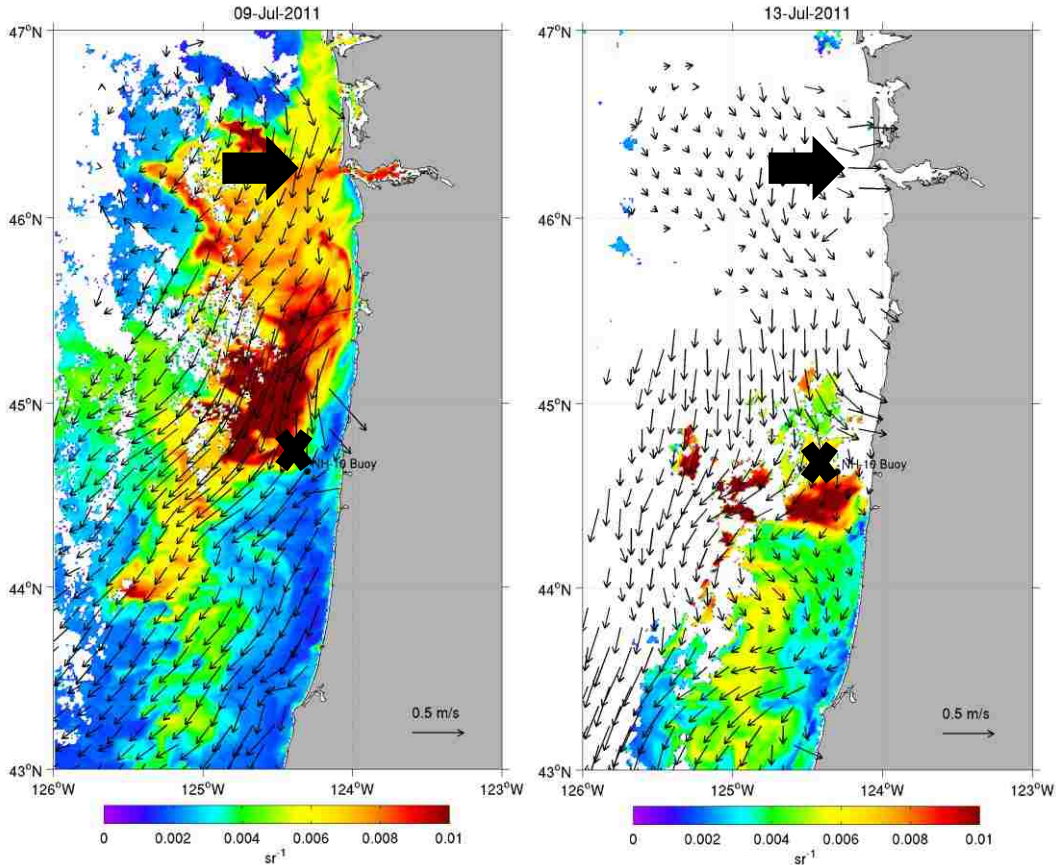 09-Jul-2011
47°N
46°N
45°N
44°N
43°N
NH-10 Buoy
0.5 m/s
126°W
125°W
124°W
123°W
0
0.002
0.004
0.006
0.008
0.01
sr⁻¹
13-Jul-2011
47°N
46°N
45°N
44°N
43°N
NH-10 Buoy
0.5 m/s
126°W
125°W
124°W
123°W
0
0.002
0.004
0.006
0.008
0.01
sr⁻¹